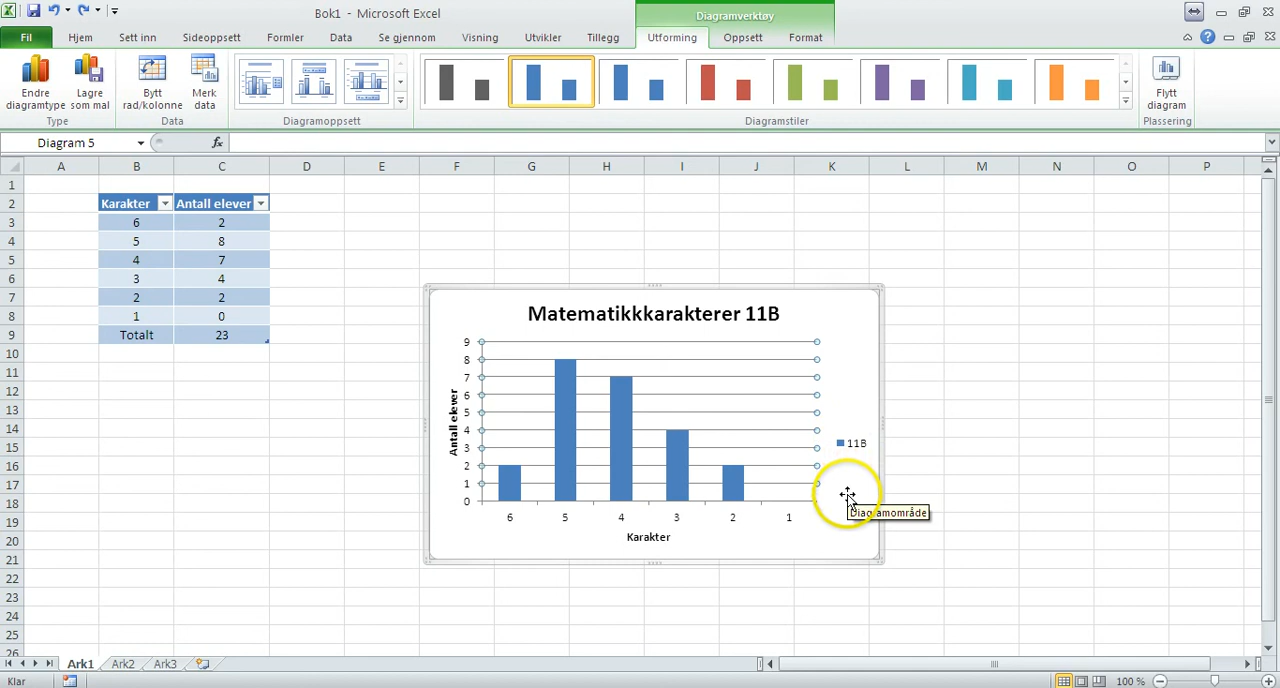 Bok1 - Microsoft Excel
Diagramverktøy
Fil Hjem Sett inn Sideoppsett Formler Data Se gjennom Visning Utvikler Tillegg Utforming Oppsett Format
Endre diagramtype
Lagre som mal
Bytt rad/kolonne
Merk data
Flytt diagram
Type Data Diagramoppsett Diagramstiler Plassering
Diagram 5 fx
A B C D E F G H I J K L M N O P
1
2 Karakter Antall elever
3 6 2
4 5 8
5 4 7
6 3 4
7 2 2
8 1 0
9 Totalt 23
10
11
12
13
14
15
16
17
18
19
20
21
22
23
24
25
26
Matematikkkarakterer 11B
Antall elever
9
8
7
6
5
4
3
2
1
0
6 5 4 3 2 1
Karakter
11B
Diagramområde
Ark1 Ark2 Ark3
Klar 100 %